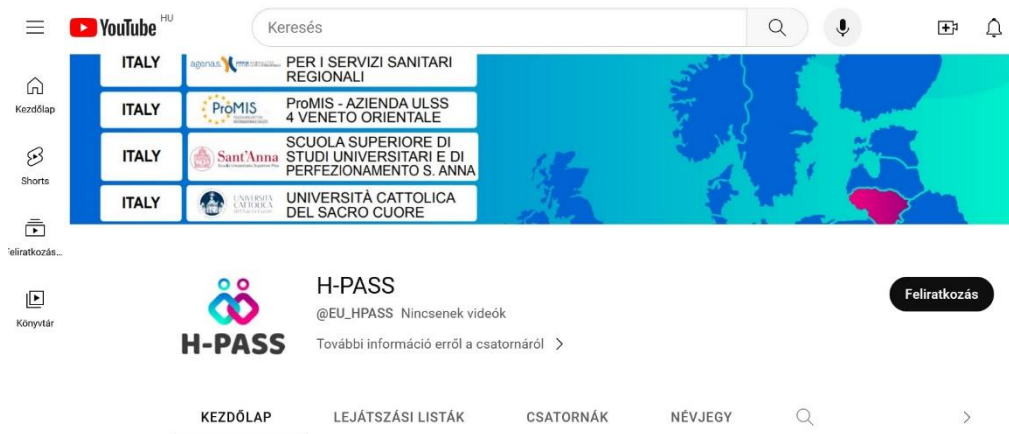 YouTube HU
Keresés
Kezdőlap
Shorts
Feliratkozás...
Könyvtár
ITALY agenas. PER I SERVIZI SANITARI
REGIONALI
ITALY ProMIS ProMIS - AZIENDA ULSS
4 VENETO ORIENTALE
ITALY Sant'Anna SCUOLA SUPERIORE DI
STUDI UNIVERSITARI E DI
PERFEZIONAMENTO S. ANNA
ITALY UNIVERSITÀ CATTOLICA UNIVERSITÀ CATTOLICA
DEL SACRO CUORE
H-PASS
H-PASS
@EU_HPASS Nincsenek videók
További információ erről a csatornáról
Feliratkozás
KEZDŐLAP LEJÁTSZÁSI LISTÁK CSATORNÁK NÉVJEGY